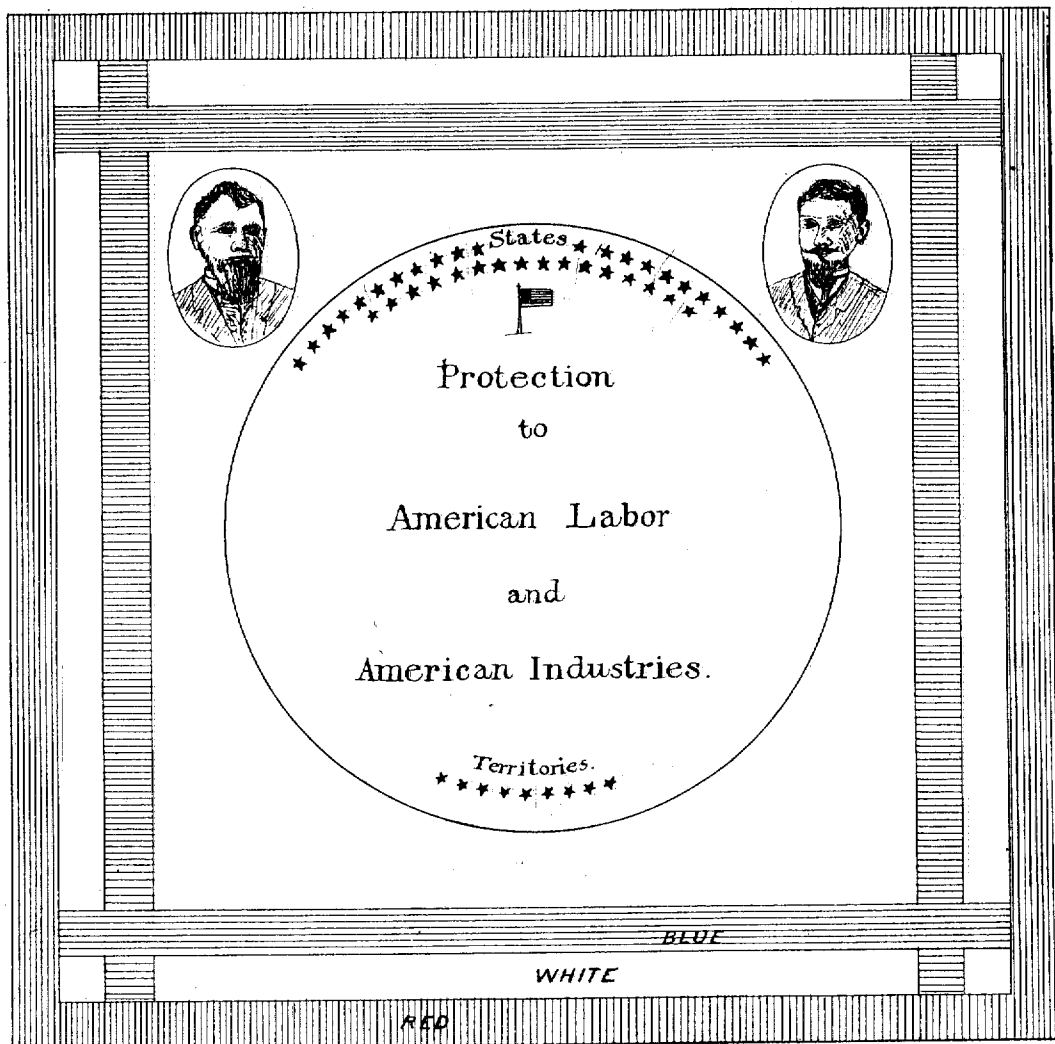 States
Protection
to
American Labor
and
American Industries.
Territories.
BLUE
WHITE
RED